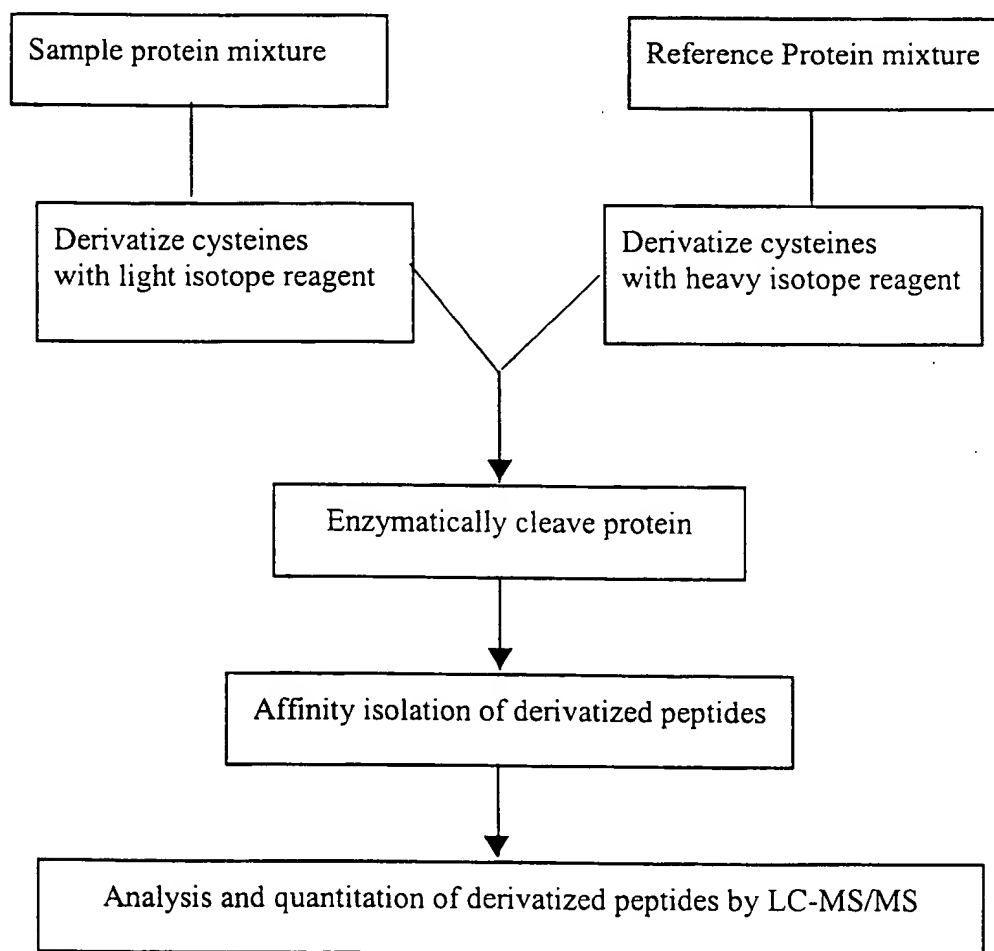 Sample protein mixture
Reference Protein mixture
Derivatize cysteines
with light isotope reagent
Derivatize cysteines
with heavy isotope reagent
Enzymatically cleave protein
Affinity isolation of derivatized peptides
Analysis and quantitation of derivatized peptides by LC-MS/MS